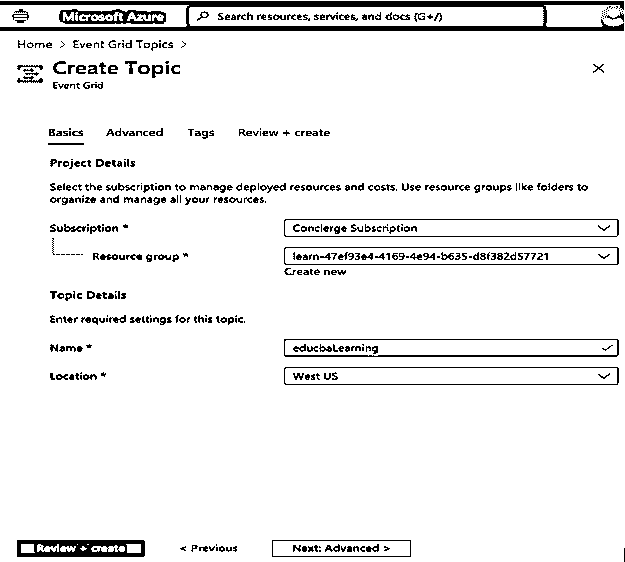 Microsoft Azure
Search resources, services, and docs (G+/)
Home > Event Grid Topics >
Create Topic
Event Grid
Basics Advanced Tags Review + create
Project Details
Select the subscription to manage deployed resources and costs. Use resource groups like folders to
organize and manage all your resources.
Subscription * Concierge Subscription
Resource group * learn-47ef93e4-4169-4e94-b635-d8f382d57721
Create new
Topic Details
Enter required settings for this topic.
Name * educbaLearning
Location * West US
Review + create < Previous Next: Advanced >